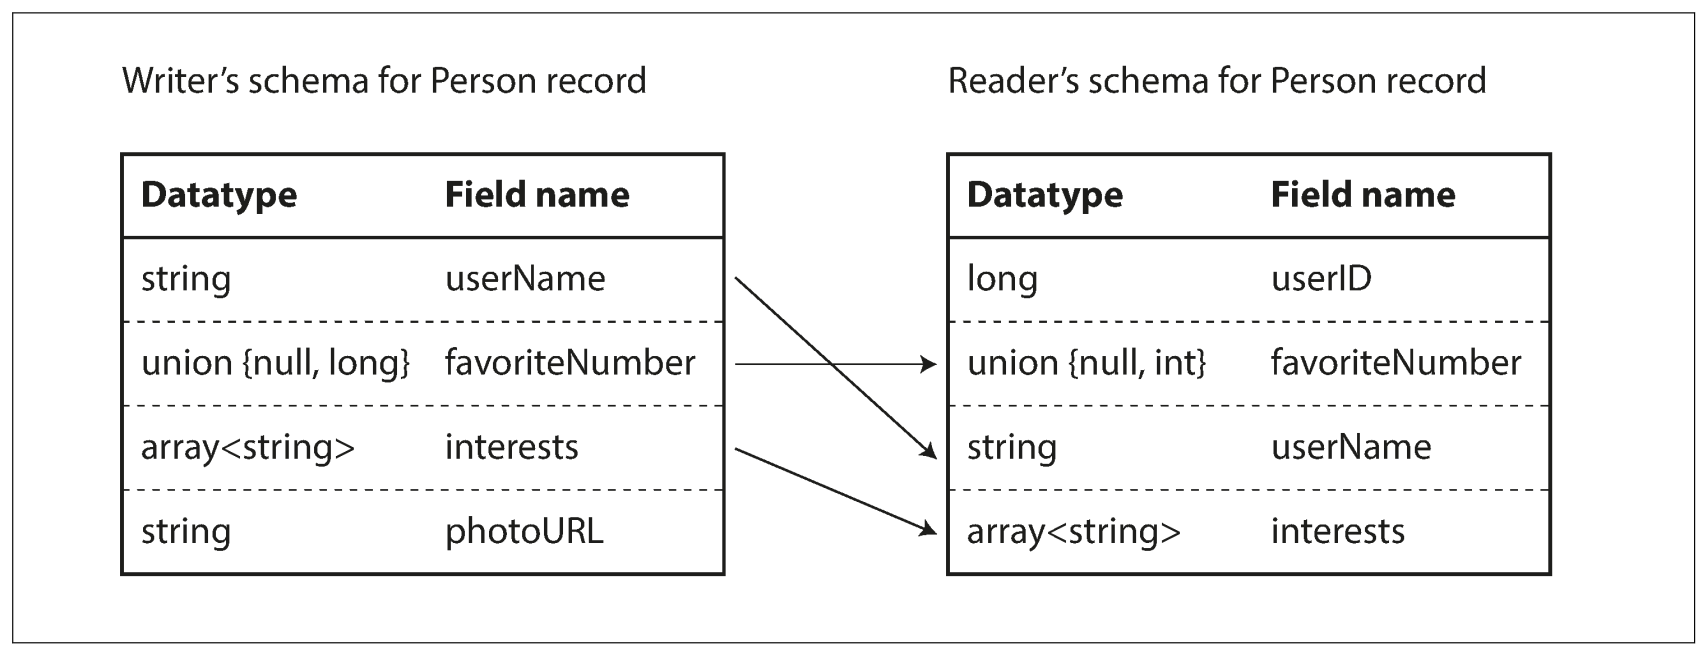 Writer’s schema for Person record
Datatype Field name
string userName
union {null, long} favoriteNumber
array<string> interests
string photoURL
Reader’s schema for Person record
Datatype Field name
long userID
union {null, int} favoriteNumber
string userName
array<string> interests